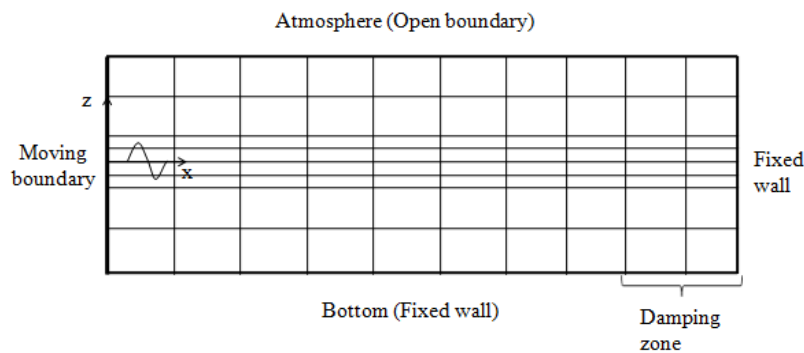 Atmosphere (Open boundary)
z
Moving
boundary
x
Fixed
wall
Bottom (Fixed wall)
Damping
zone